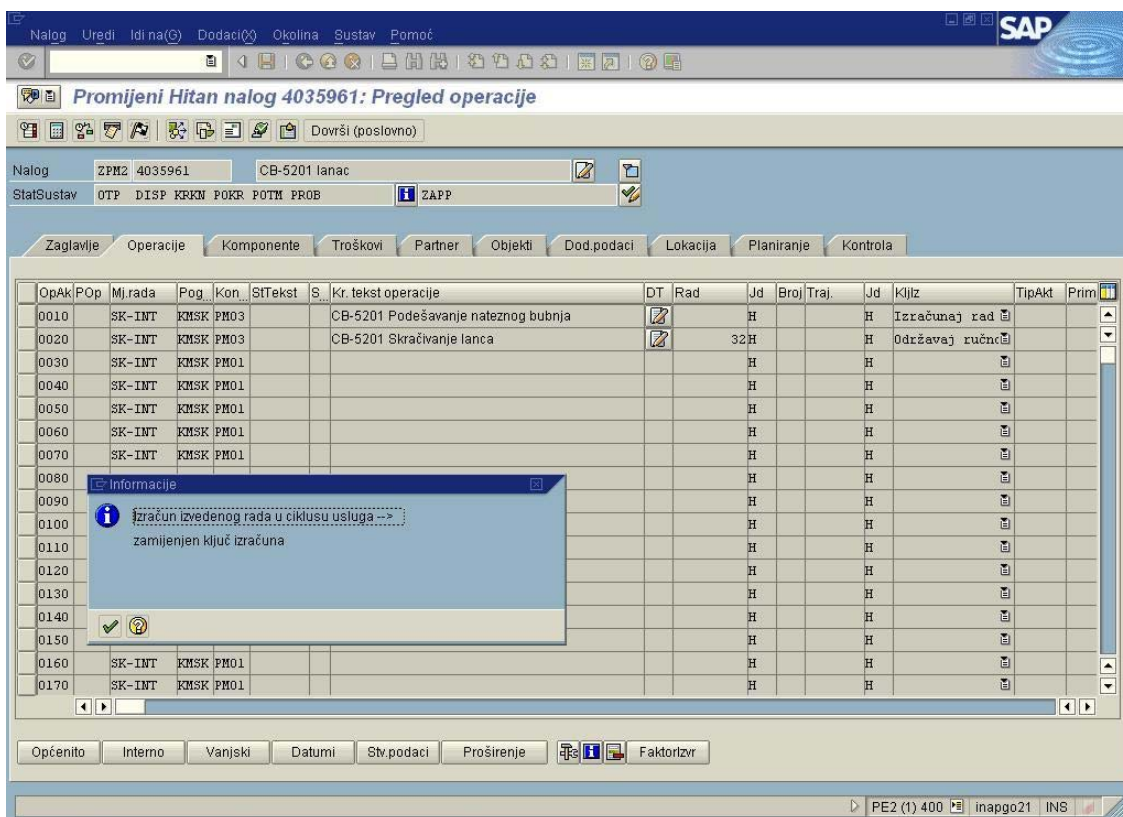 Nalog Uredi Idi na(G) Dodaci(X) Okolina Sustav Pomoć
SAP
Promijeni Hitan nalog 4035961: Pregled operacije
Dovrši (poslovno)
Nalog ZPM2 4035961 CB-5201 lanac
StatSustav OTP DISP KRKN POKR POTM PROB ZAPP
Zaglavlje Operacije Komponente Troškovi Partner Objekti Dod.podaci Lokacija Planiranje Kontrola
OpAk POp Mj.rada Pog... Kon... StTekst S... Kr. tekst operacije DT Rad Jd Broj Traj. Jd KljIz TipAkt Prim
0010 SK-INT KMSK PM03 CB-5201 Podešavanje nateznog bubnja H H Izračunaj rad
0020 SK-INT KMSK PM03 CB-5201 Skračivanje lanca 32 H H Održavaj ručno
0030 SK-INT KMSK PM01 H H
0040 SK-INT KMSK PM01 H H
0050 SK-INT KMSK PM01 H H
0060 SK-INT KMSK PM01 H H
0070 SK-INT KMSK PM01 H H
0080 H H
0090 H H
0100 H H
0110 H H
0120 H H
0130 H H
0140 H H
0150 H H
0160 SK-INT KMSK PM01 H H
0170 SK-INT KMSK PM01 H H
Informacije
Izračun izvedenog rada u ciklusu usluga -->
zamijenjen ključ izračuna
Općenito Interno Vanjski Datumi Stv.podaci Proširenje FaktorIzvr
PE2 (1) 400 inapgo21 INS